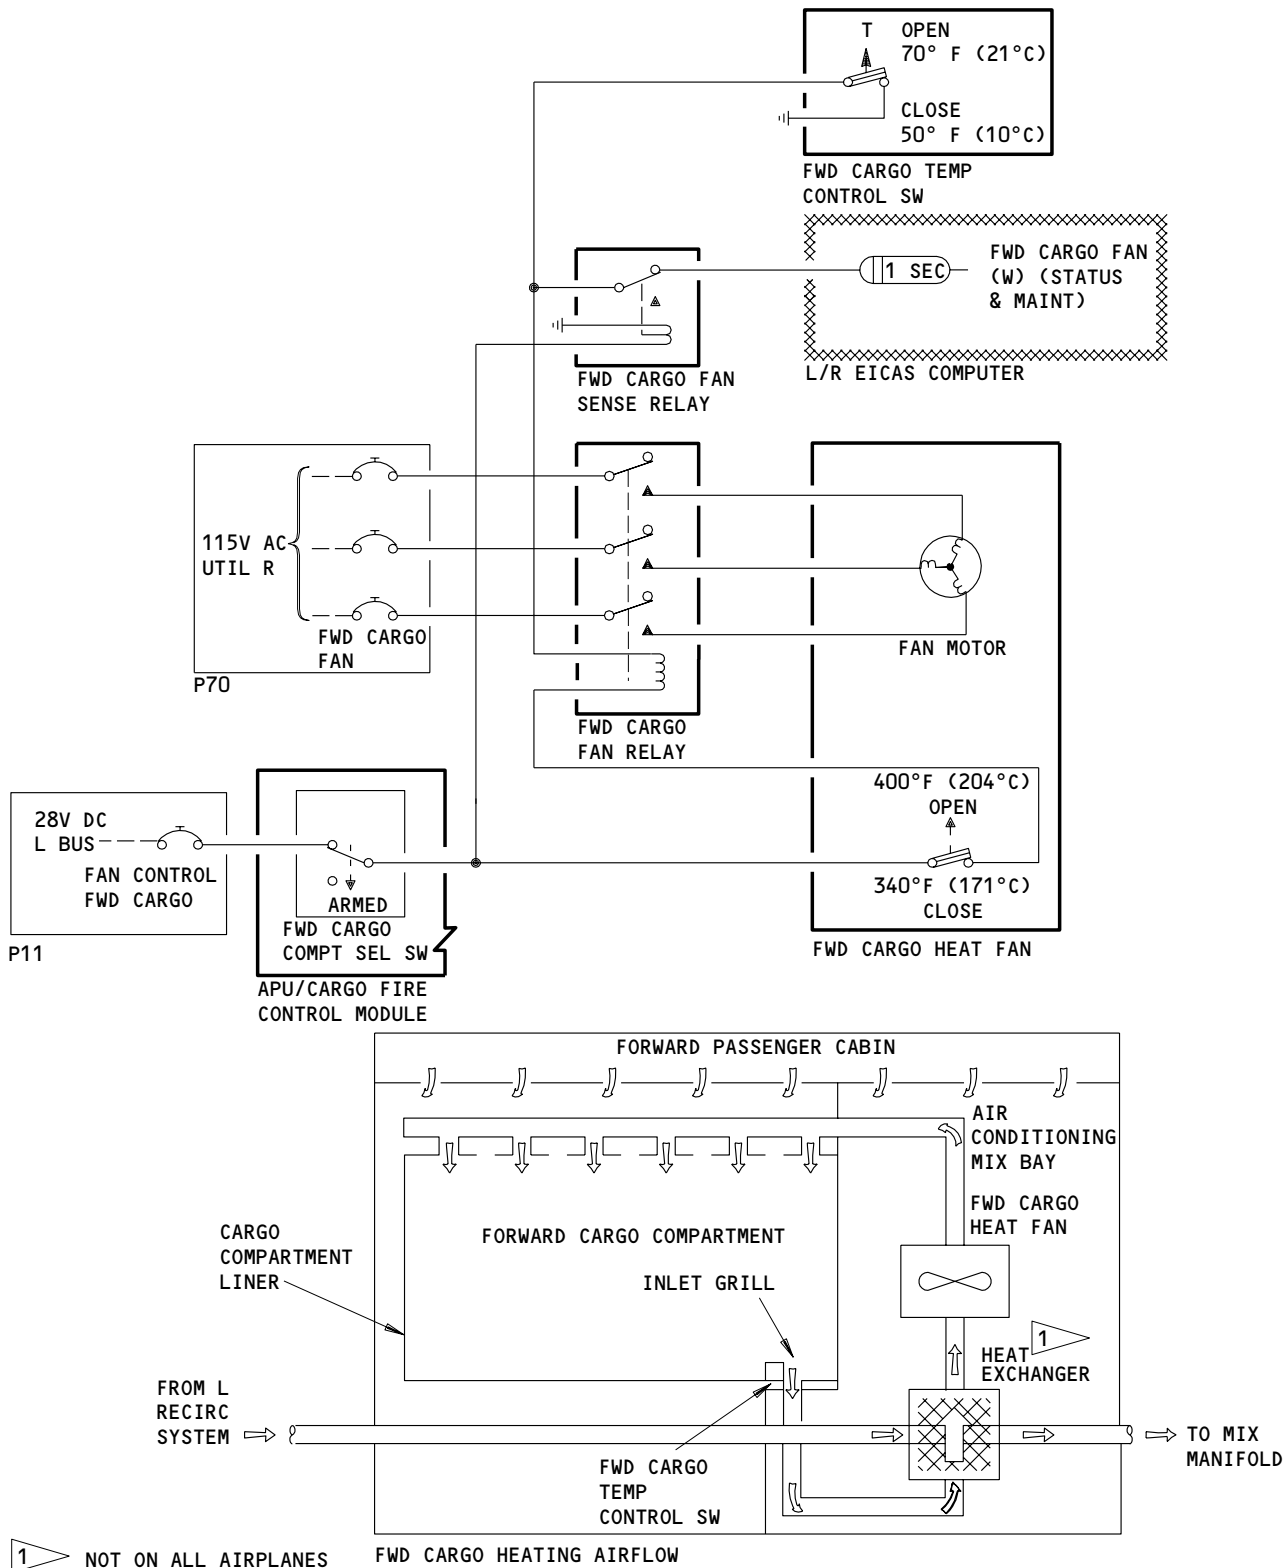 T OPEN
70° F (21°C)
CLOSE
50° F (10°C)
FWD CARGO TEMP
CONTROL SW
1 SEC
FWD CARGO FAN
(W) (STATUS
& MAINT)
L/R EICAS COMPUTER
FWD CARGO FAN
SENSE RELAY
115V AC
UTIL R
FWD CARGO
FAN
P70
FWD CARGO
FAN RELAY
FAN MOTOR
400°F (204°C)
OPEN
340°F (171°C)
CLOSE
FWD CARGO HEAT FAN
28V DC
L BUS
FAN CONTROL
FWD CARGO
P11
ARMED
FWD CARGO
COMPT SEL SW
APU/CARGO FIRE
CONTROL MODULE
FORWARD PASSENGER CABIN
AIR
CONDITIONING
MIX BAY
FWD CARGO
HEAT FAN
CARGO
COMPARTMENT
LINER
FORWARD CARGO COMPARTMENT
INLET GRILL
1
HEAT
EXCHANGER
FROM L
RECIRC
SYSTEM
TO MIX
MANIFOLD
FWD CARGO
TEMP
CONTROL SW
1 NOT ON ALL AIRPLANES
FWD CARGO HEATING AIRFLOW